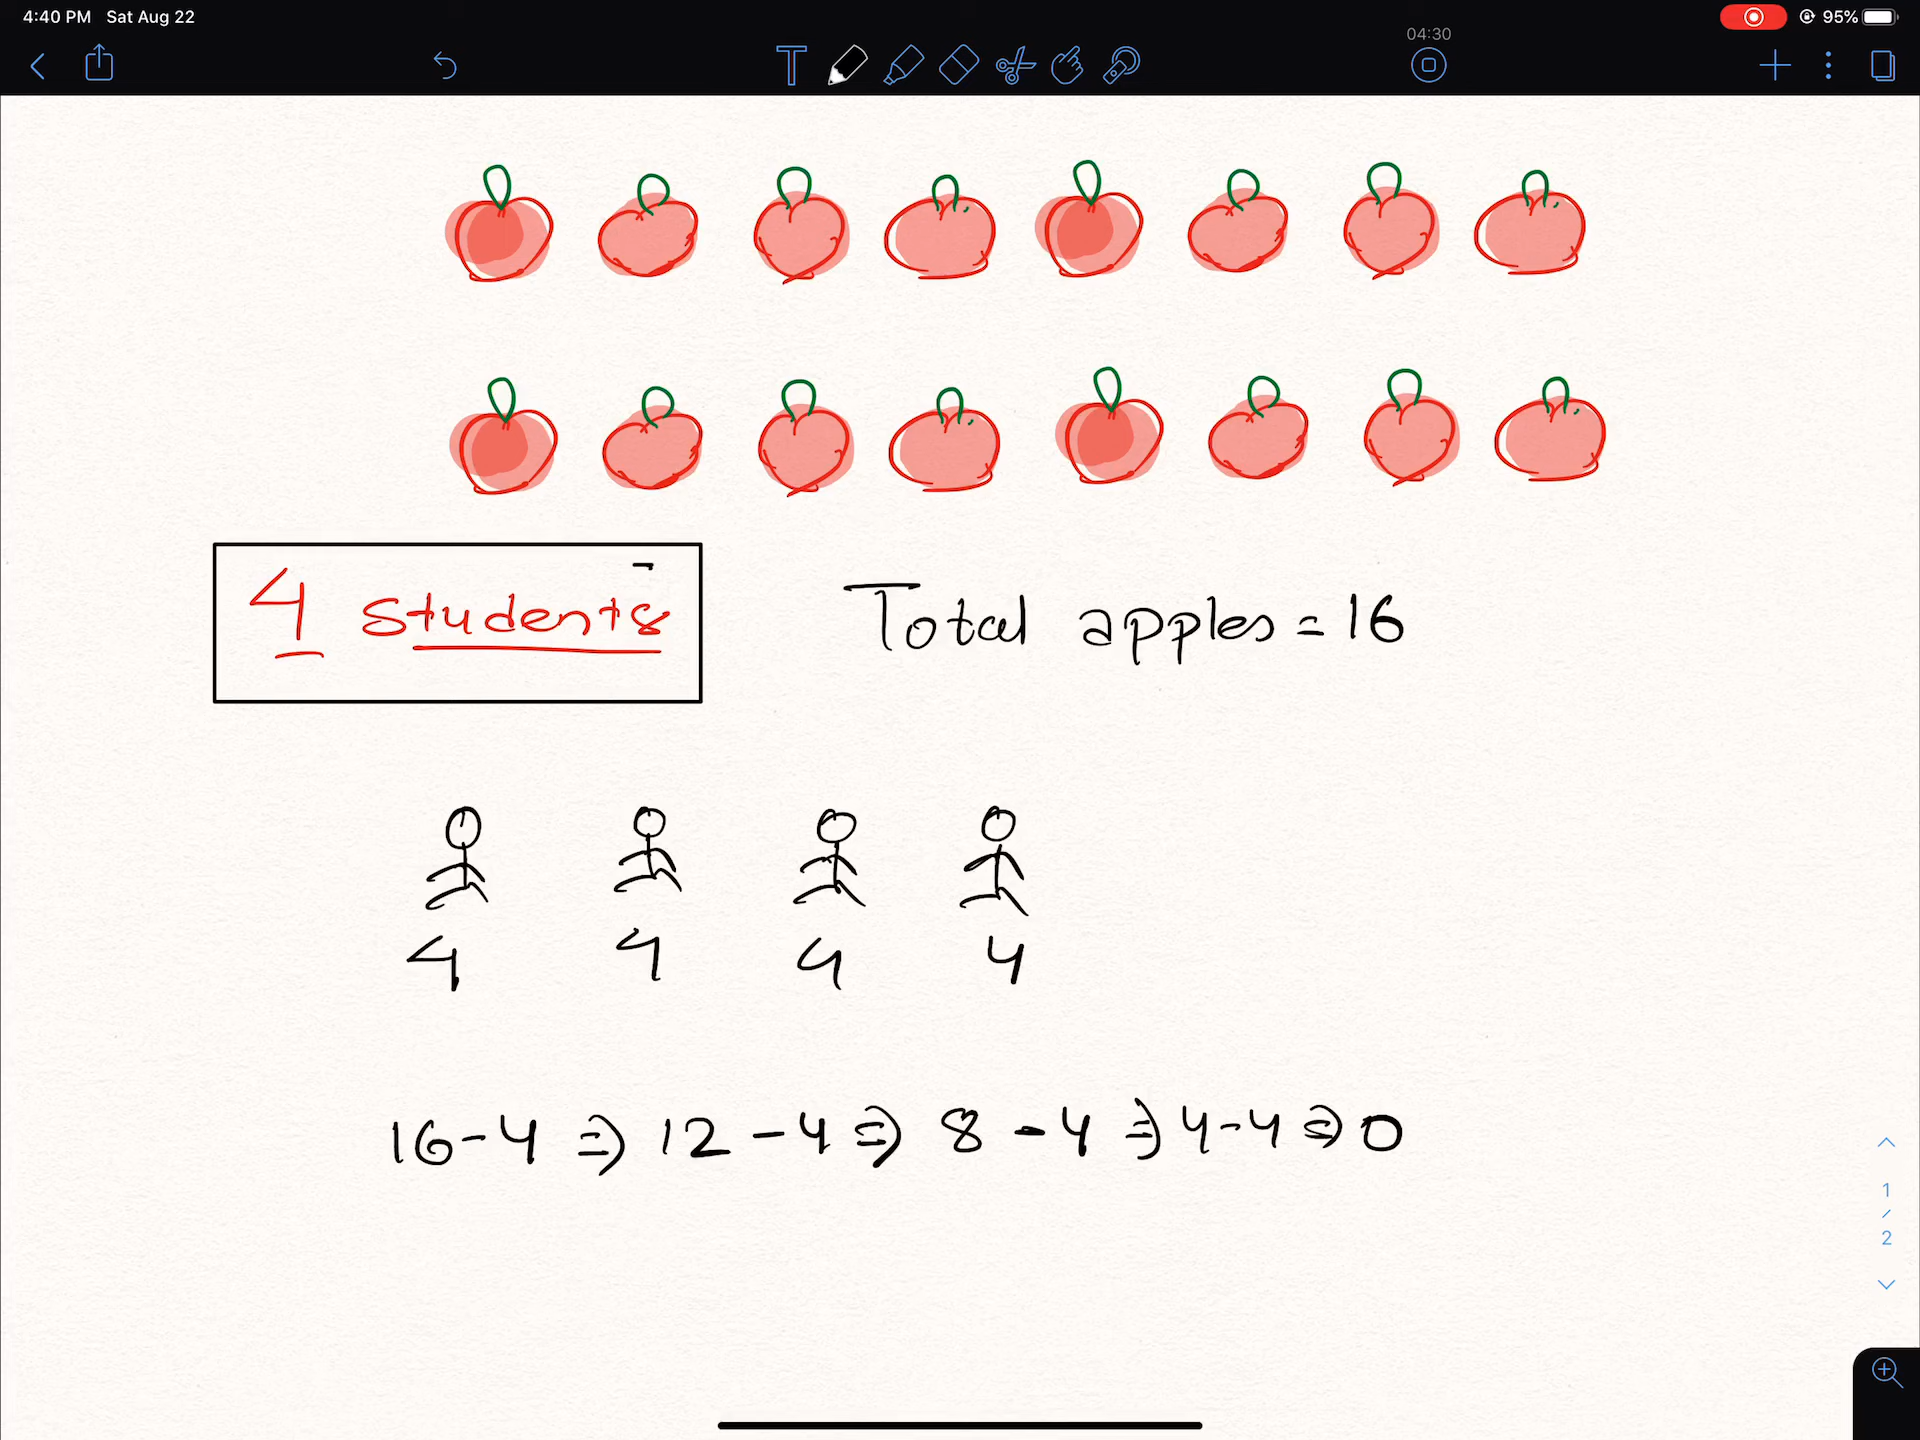 4:40 PM Sat Aug 22
95%
04:30
4 students
Total apples = 16
4 4 4 4
16 - 4 ⇒ 12 - 4 ⇒ 8 - 4 ⇒ 4 - 4 ⇒ 0
1
/
2